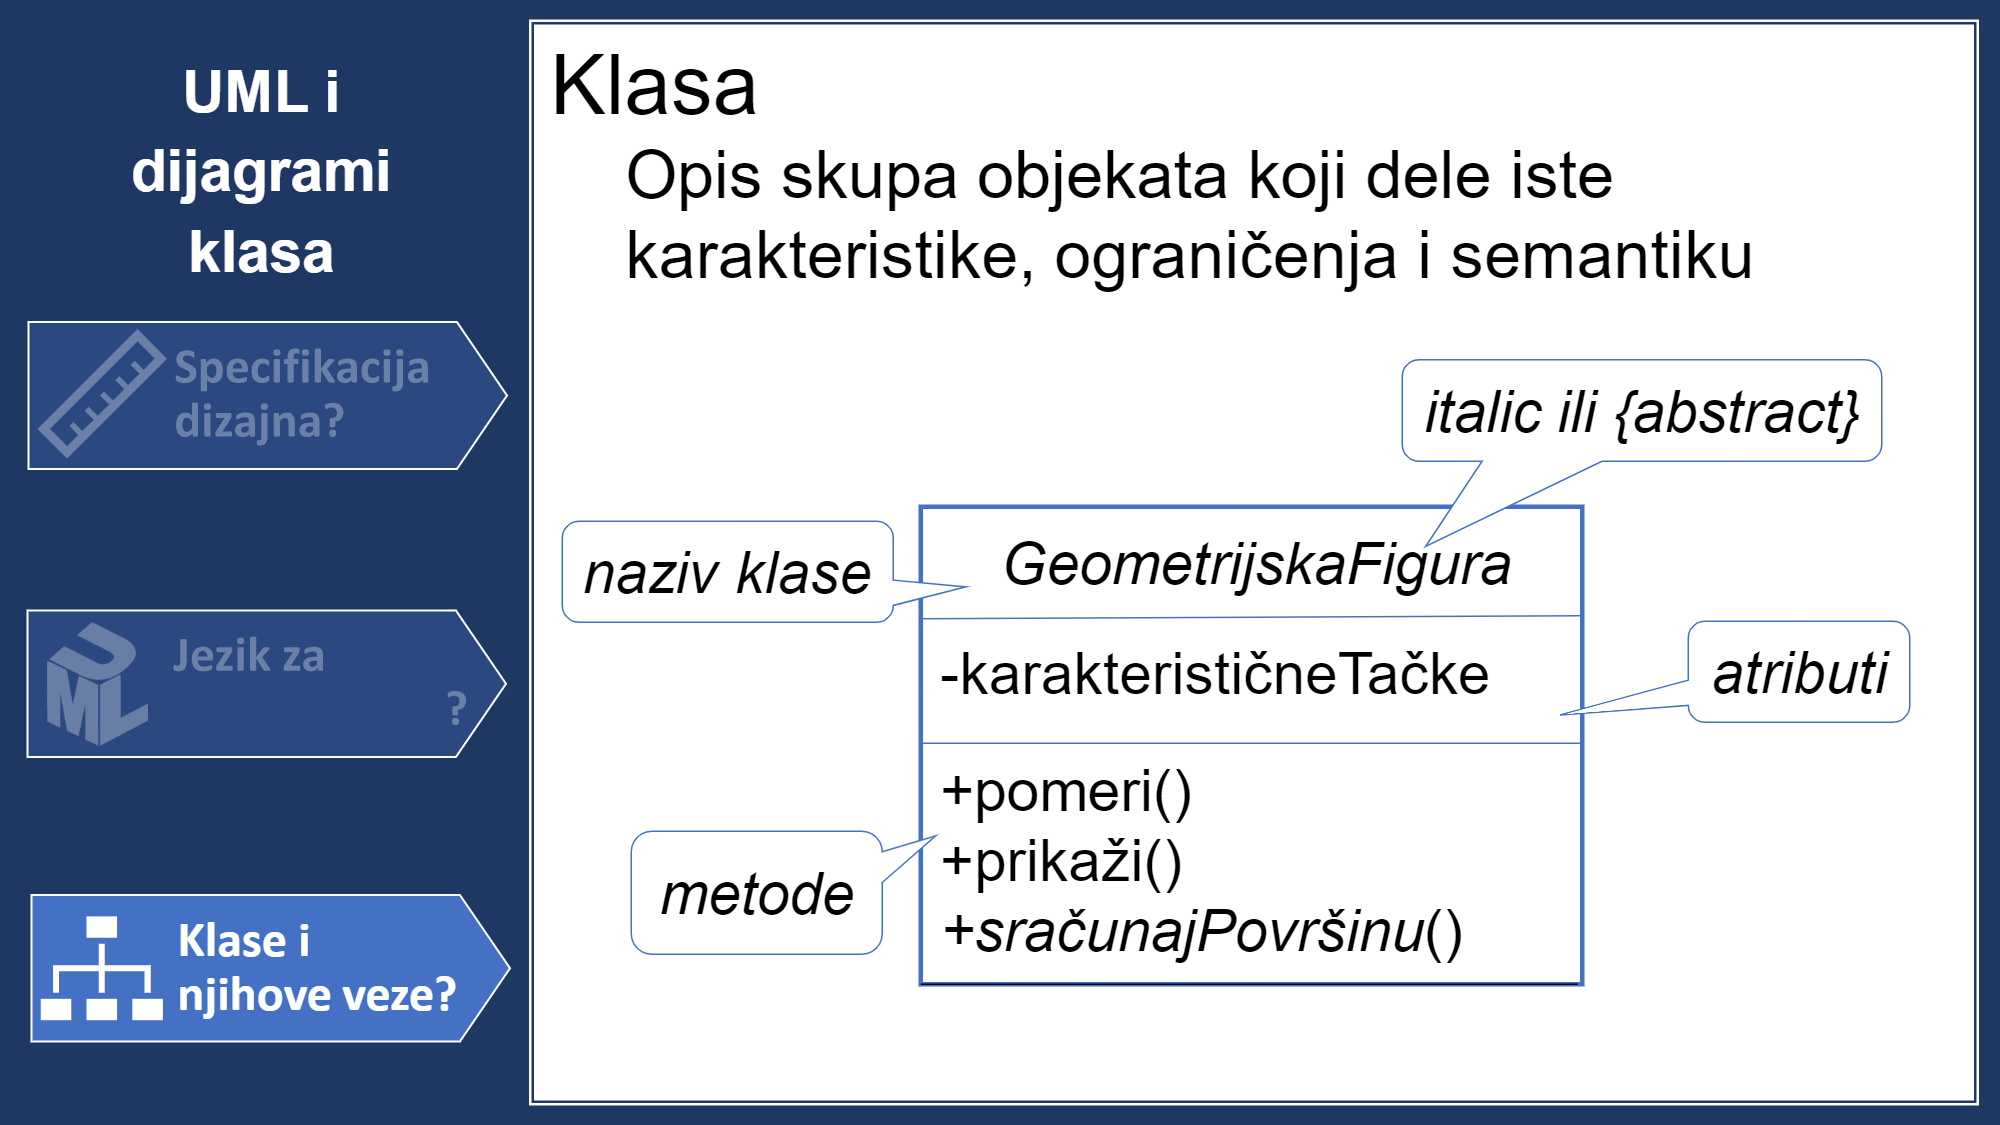 UML i
dijagrami
klasa
Specifikacija
dizajna?
UML
Jezik za
?
Klase i
njihove veze?
Klasa
Opis skupa objekata koji dele iste
karakteristike, ograničenja i semantiku
italic ili {abstract}
naziv klase
GeometrijskaFigura
-karakterističneTačke
atributi
+pomeri()
+prikaži()
+sračunajPovršinu()
metode